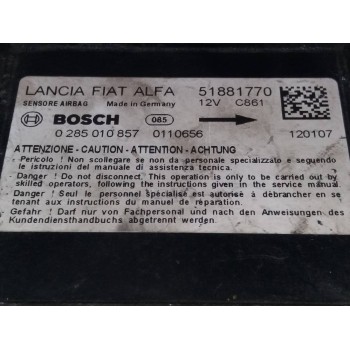 LANCIA FIAT ALFA 51881770
SENSORE AIRBAG Made in Germany 12V C861
BOSCH 085
0 285 010 857 0110656 120107
ATTENZIONE - CAUTION - ATTENTION - ACHTUNG
- Pericolo ! Non scollegare se non da personale specializzato e seguendo
le istruzioni del manuale di assistenza tecnica.
- Danger ! Do not disconnect. This operation is only to be carried out by
skilled operators, following the instructions given in the service manual.
- Danger ! Seul le personnel spécialisé est autorisé à débrancher en se
tenant aux instructions du manuel de réparation.
- Gefahr ! Darf nur von Fachpersonal und nach den Anweisungen des
Kundendiensthandbuchs abgetrennt werden.